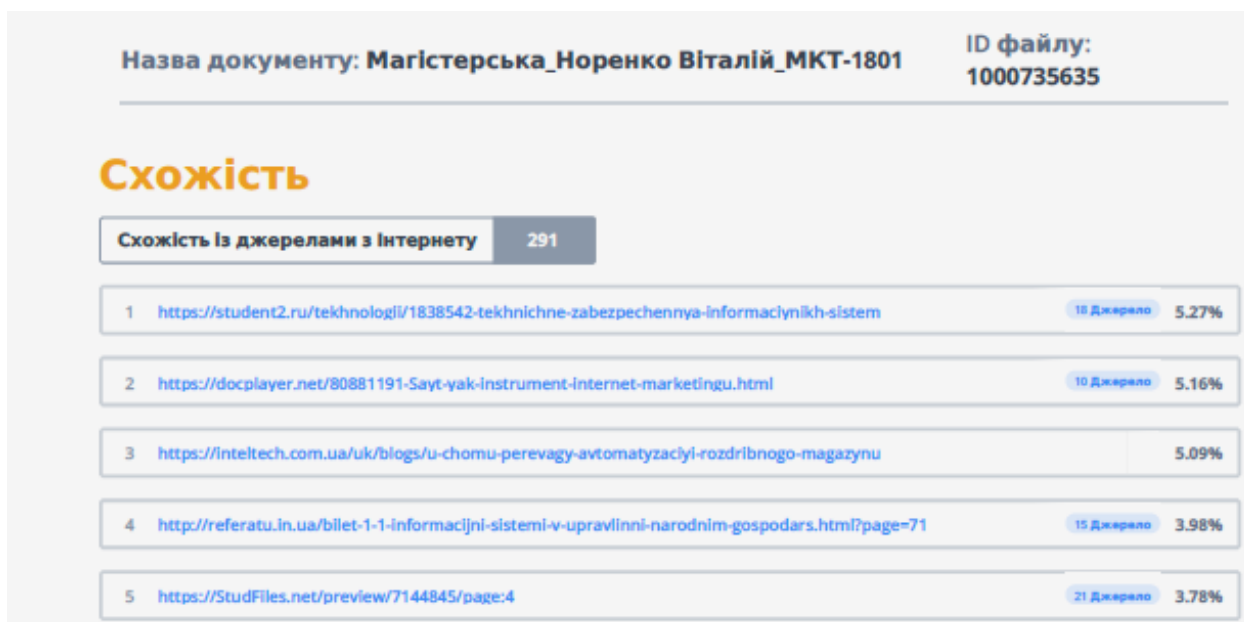 Назва документу: Магістерська_Норенко Віталій_МКТ-1801
ID файлу:
1000735635
Схожість
Схожість із джерелами з Інтернету 291
1 https://student2.ru/tekhnologii/1838542-tekhnichne-zabezpechennya-informaciynikh-sistem 18 Джерело 5.27%
2 https://docplayer.net/80881191-Sayt-yak-instrument-internet-marketingu.html 10 Джерело 5.16%
3 https://inteltech.com.ua/uk/blogs/u-chomu-perevagy-avtomatyzaciyi-rozdribnogo-magazynu 5.09%
4 http://referatu.in.ua/bilet-1-1-informacijni-sistemi-v-upravlinni-narodnim-gospodars.html?page=71 15 Джерело 3.98%
5 https://StudFiles.net/preview/7144845/page:4 21 Джерело 3.78%